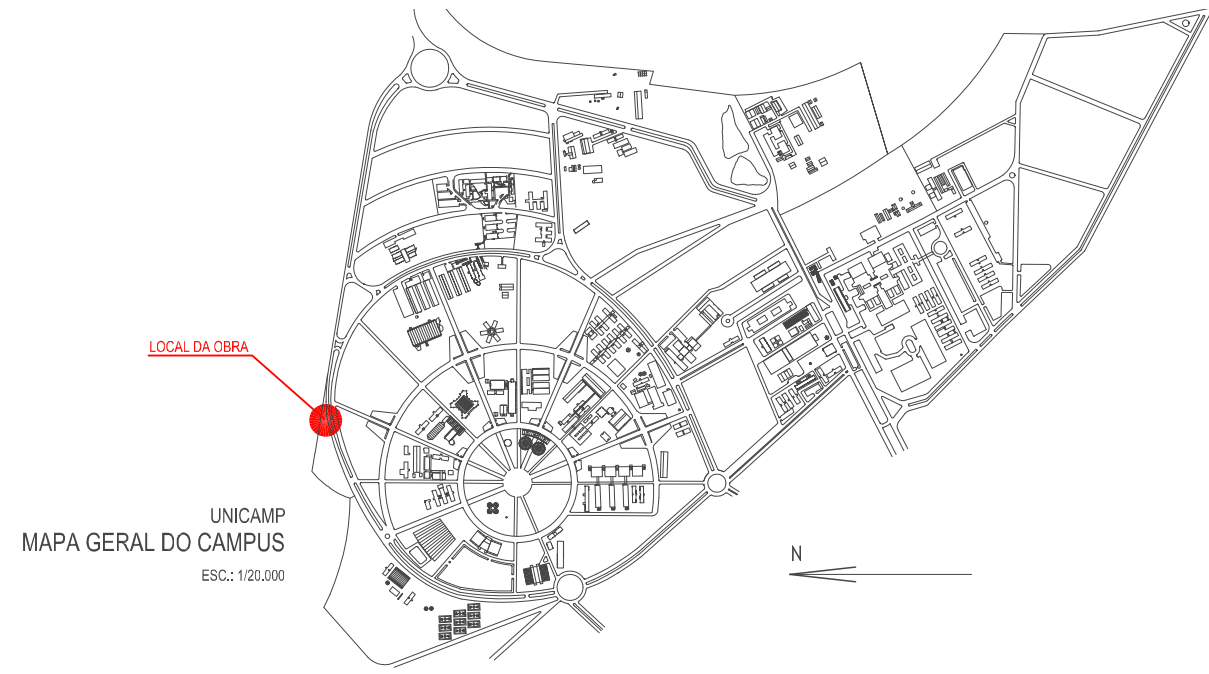 LOCAL DA OBRA
UNICAMP
MAPA GERAL DO CAMPUS
ESC.: 1/20.000
N